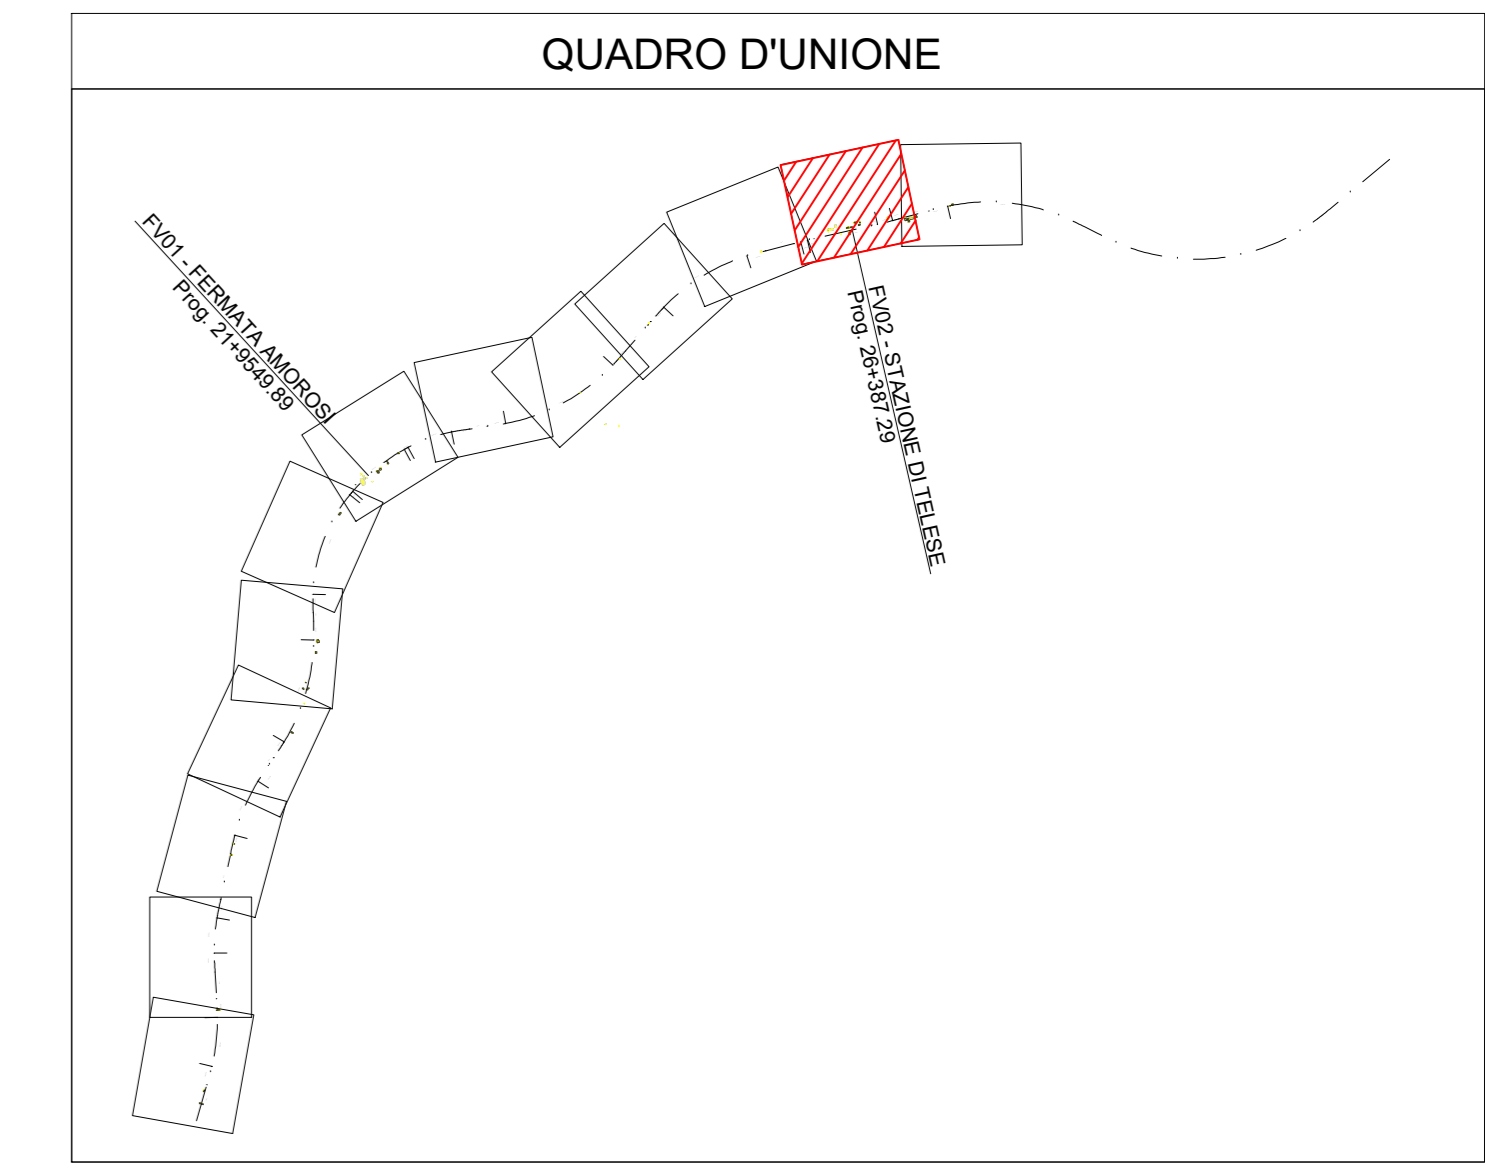 QUADRO D'UNIONE
FV01 - FERMATA AMOROSI
Prog. 21+9549.89
FV02 - STAZIONE DI TELESE
Prog. 26+387.29